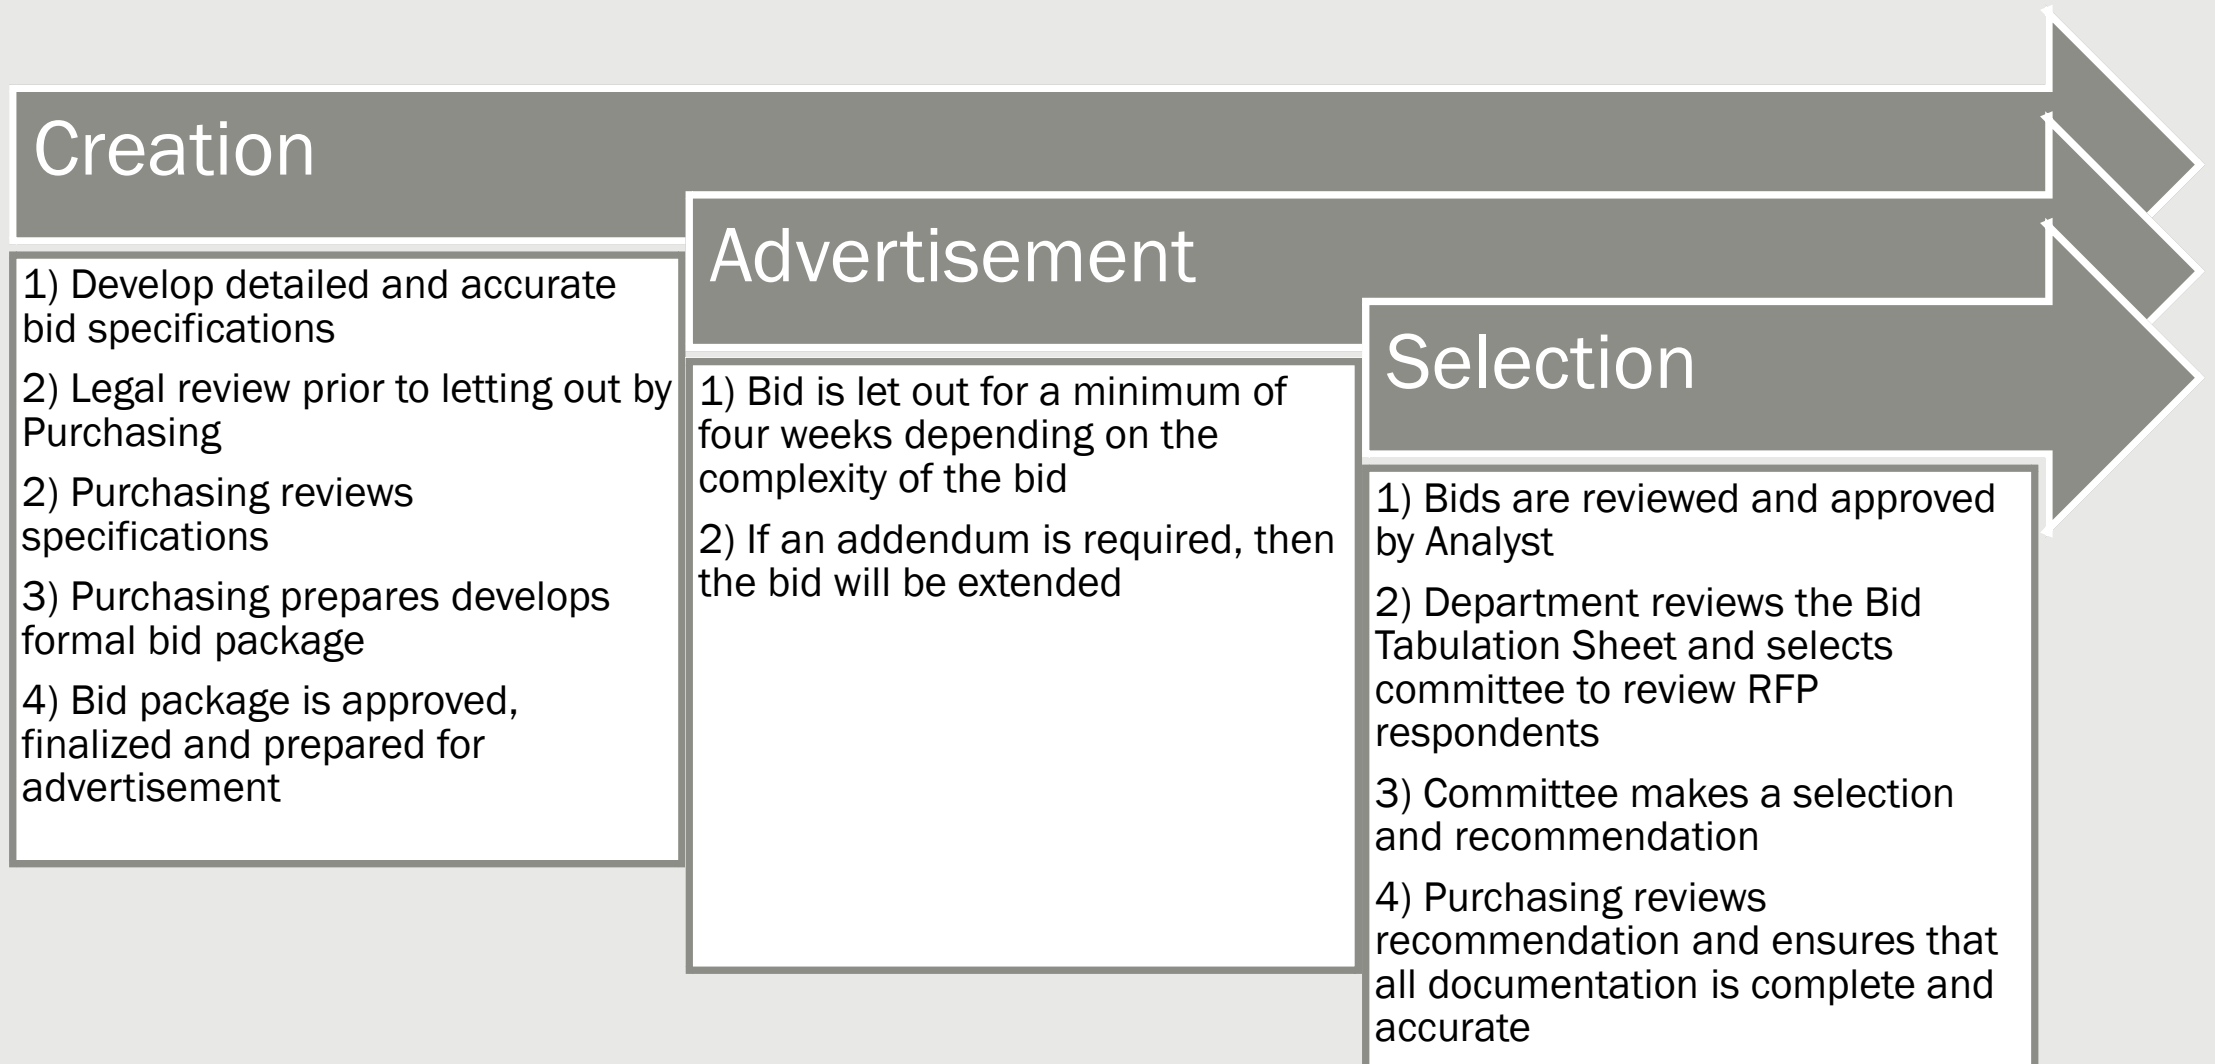 Creation
1) Develop detailed and accurate
bid specifications
2) Legal review prior to letting out by
Purchasing
2) Purchasing reviews
specifications
3) Purchasing prepares develops
formal bid package
4) Bid package is approved,
finalized and prepared for
advertisement
Advertisement
1) Bid is let out for a minimum of
four weeks depending on the
complexity of the bid
2) If an addendum is required, then
the bid will be extended
Selection
1) Bids are reviewed and approved
by Analyst
2) Department reviews the Bid
Tabulation Sheet and selects
committee to review RFP
respondents
3) Committee makes a selection
and recommendation
4) Purchasing reviews
recommendation and ensures that
all documentation is complete and
accurate